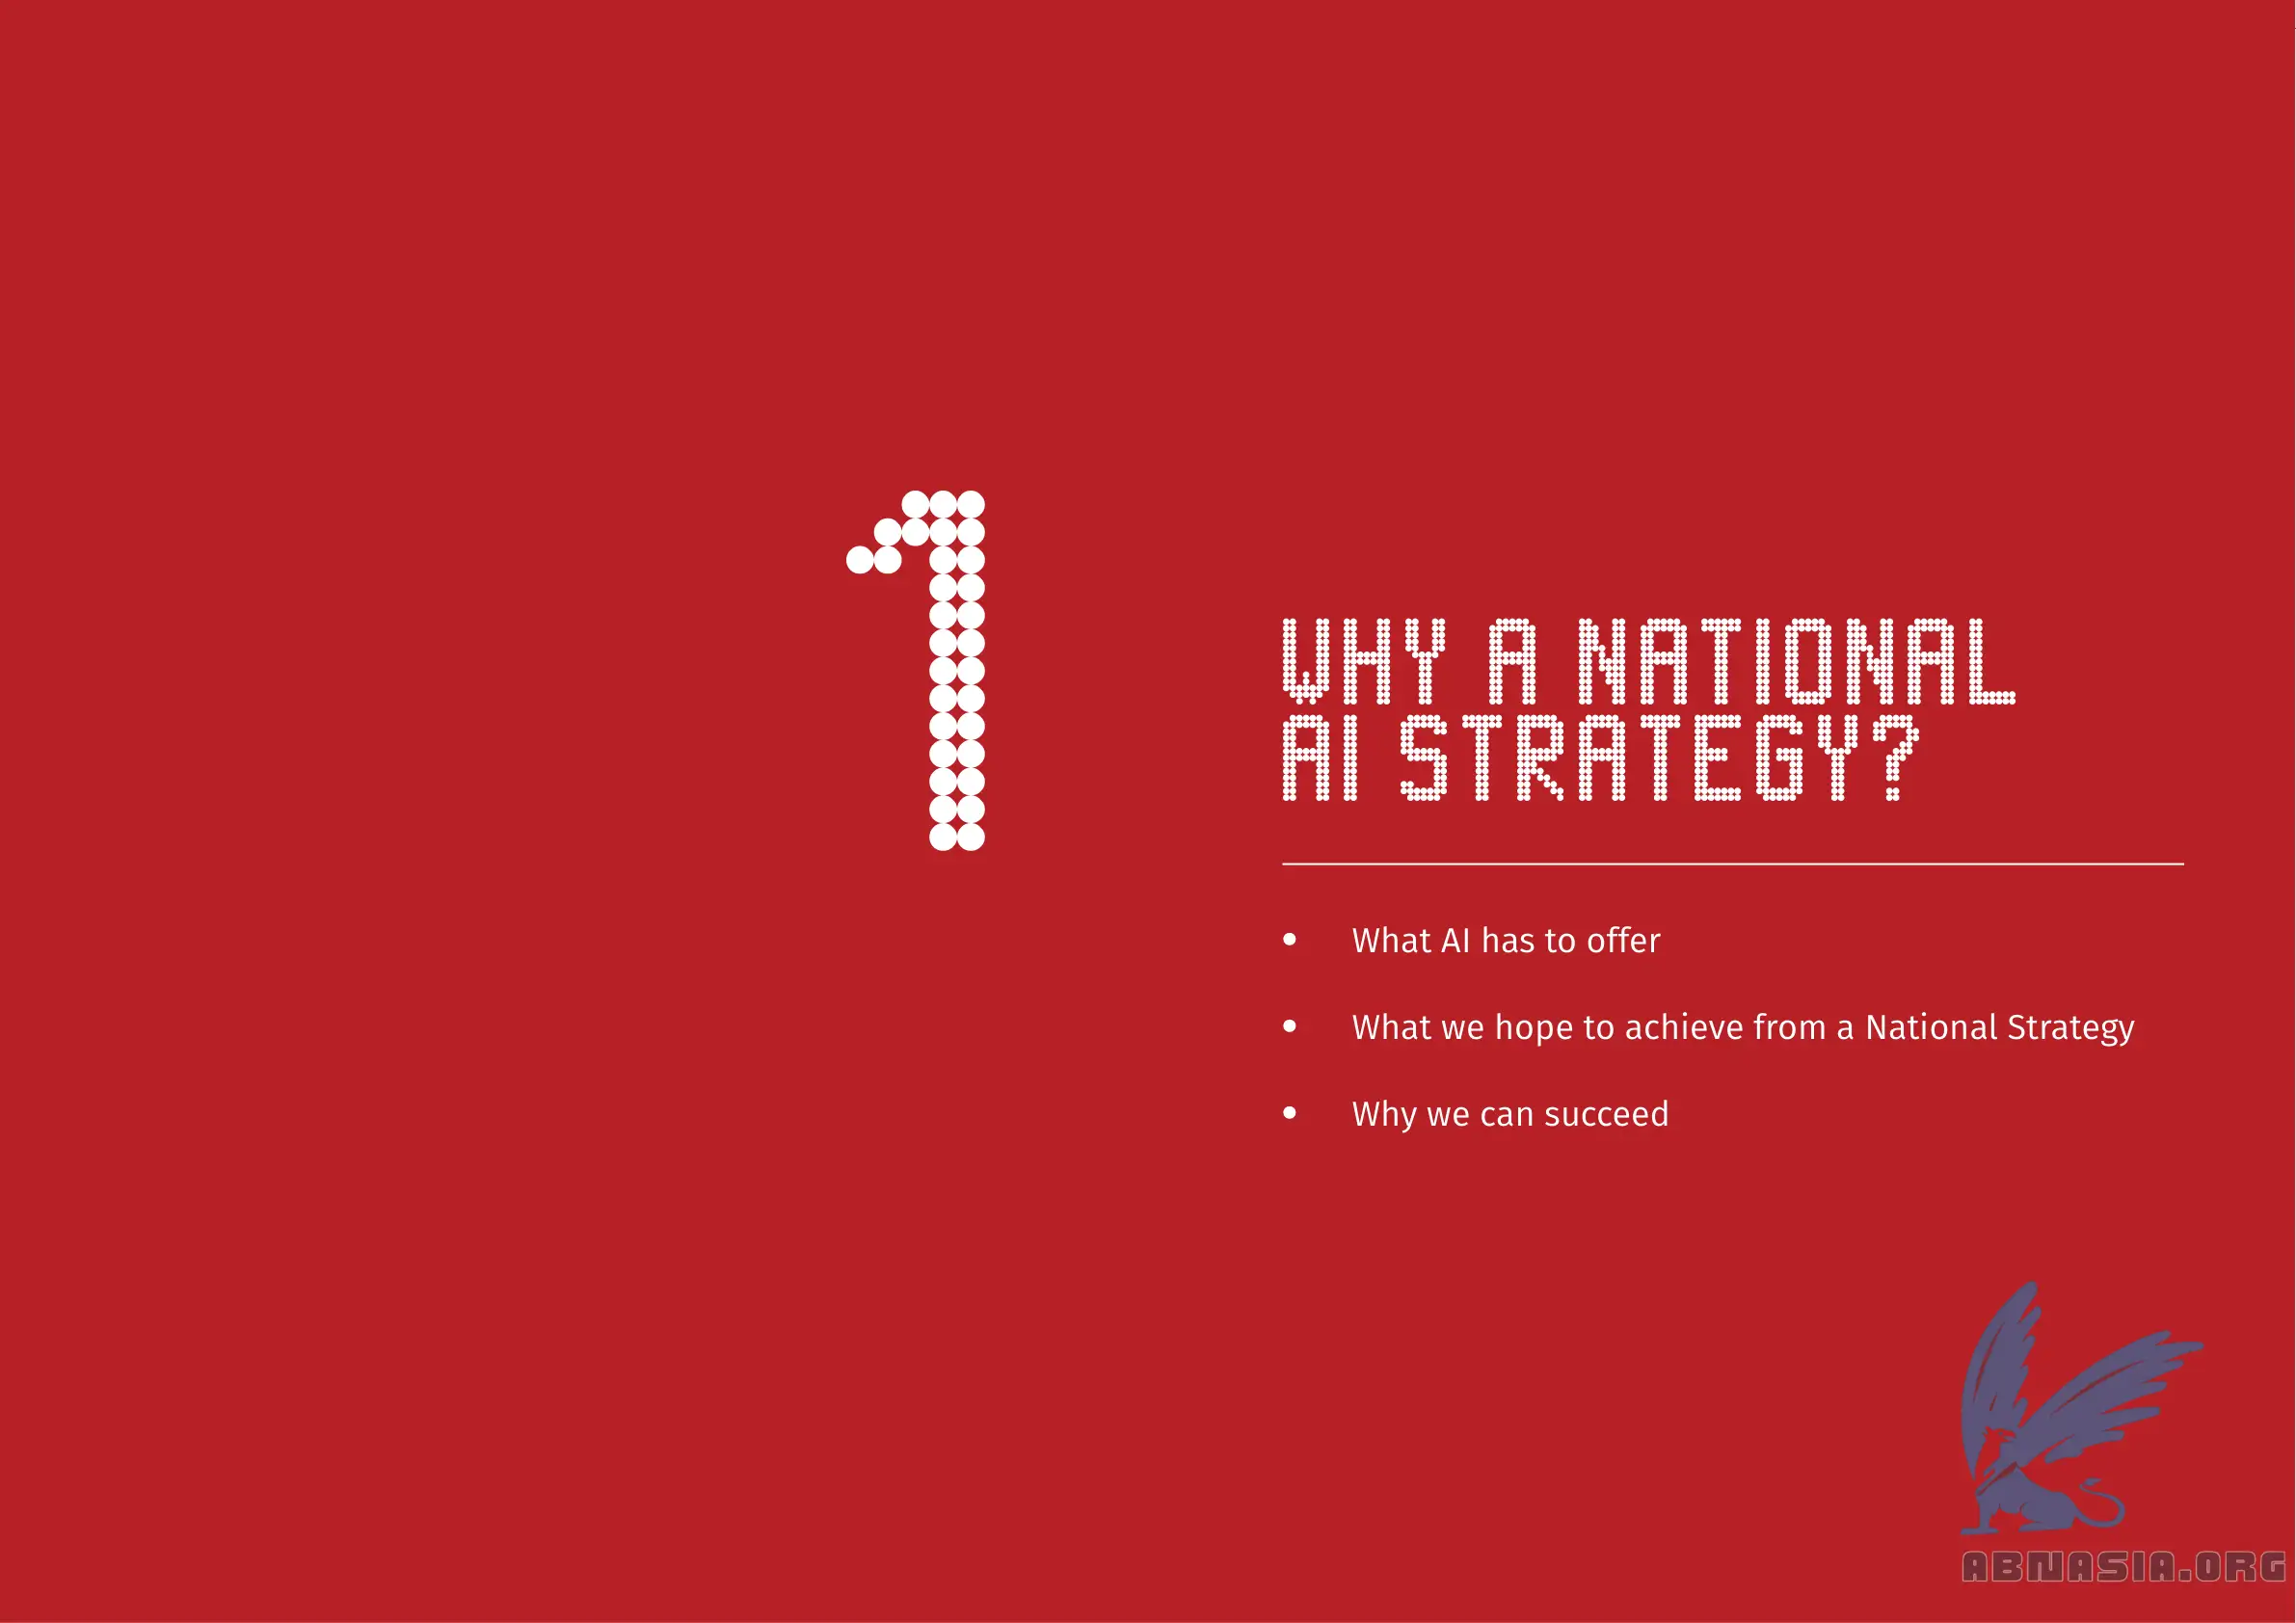 1
WHY A NATIONAL
AI STRATEGY?
• What AI has to offer
• What we hope to achieve from a National Strategy
• Why we can succeed
ABNASIA.ORG